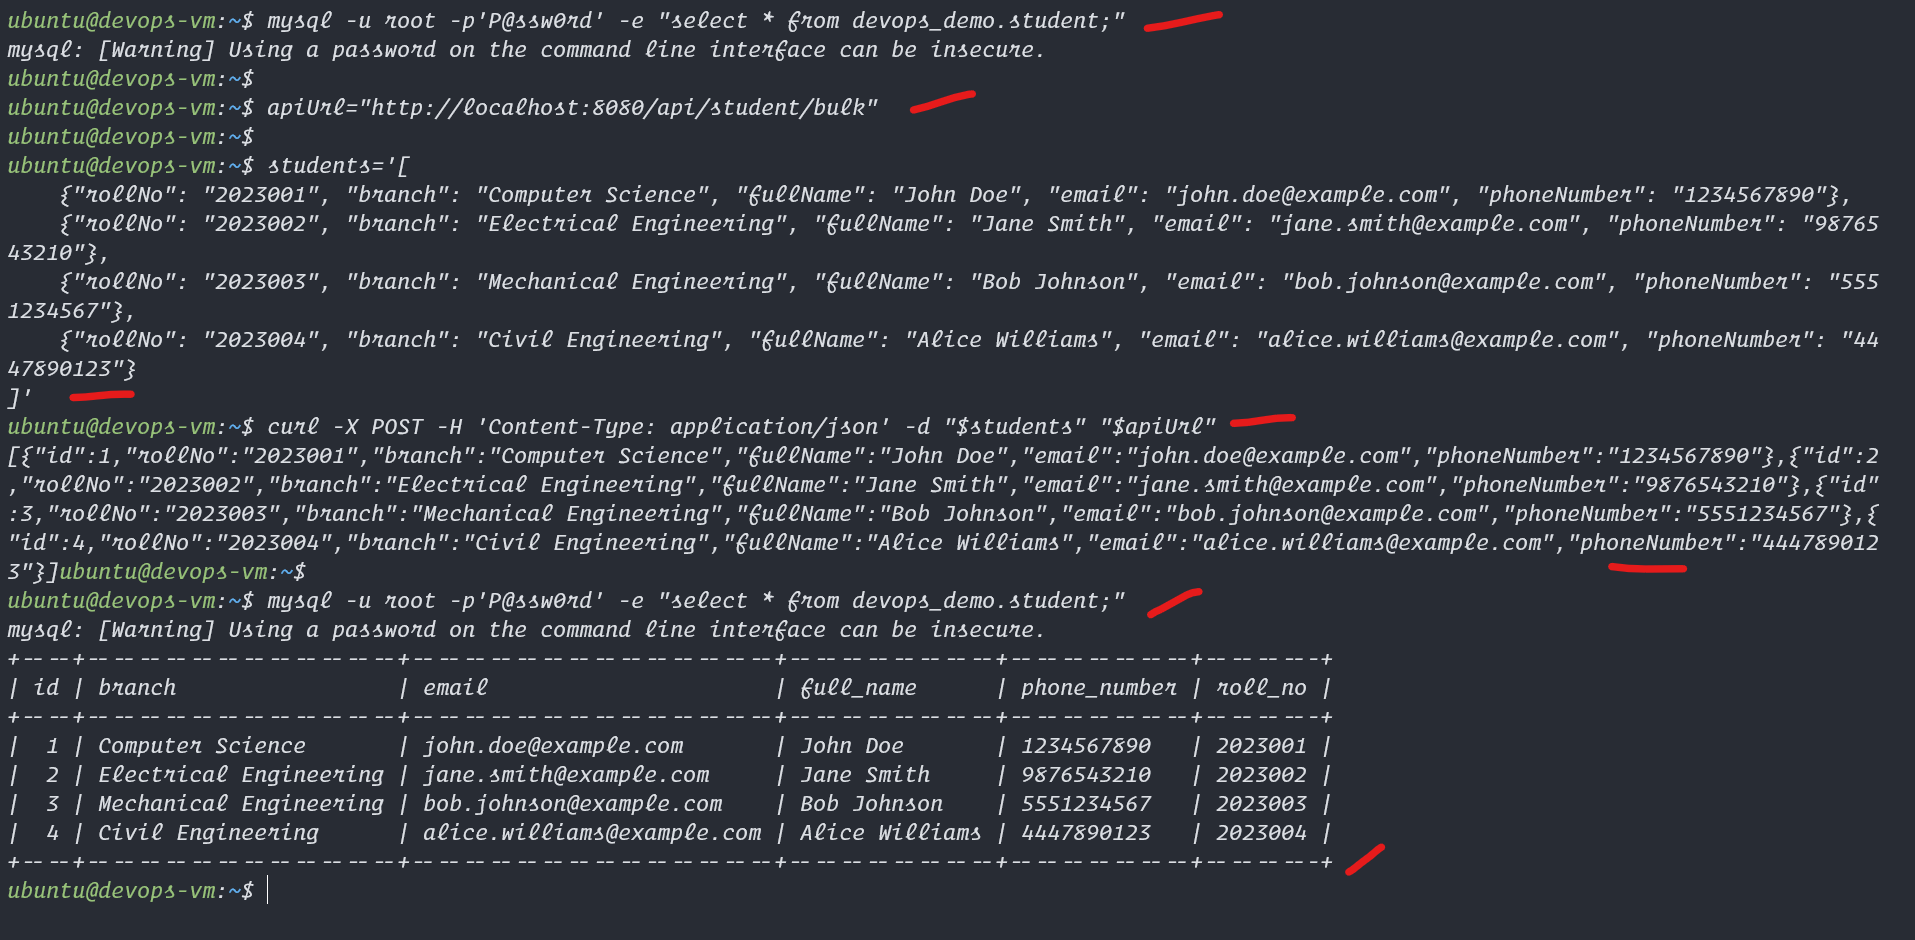 ubuntu@devops-vm:~$ mysql -u root -p'P@ssw0rd' -e "select * from devops_demo.student;"
mysql: [Warning] Using a password on the command line interface can be insecure.
ubuntu@devops-vm:~$
ubuntu@devops-vm:~$ apiUrl="http://localhost:8080/api/student/bulk"
ubuntu@devops-vm:~$
ubuntu@devops-vm:~$ students='[
    {"rollNo": "2023001", "branch": "Computer Science", "fullName": "John Doe", "email": "john.doe@example.com", "phoneNumber": "1234567890"},
    {"rollNo": "2023002", "branch": "Electrical Engineering", "fullName": "Jane Smith", "email": "jane.smith@example.com", "phoneNumber": "98765
43210"},
    {"rollNo": "2023003", "branch": "Mechanical Engineering", "fullName": "Bob Johnson", "email": "bob.johnson@example.com", "phoneNumber": "555
1234567"},
    {"rollNo": "2023004", "branch": "Civil Engineering", "fullName": "Alice Williams", "email": "alice.williams@example.com", "phoneNumber": "44
47890123"}
]'
ubuntu@devops-vm:~$ curl -X POST -H 'Content-Type: application/json' -d "$students" "$apiUrl"
[{"id":1,"rollNo":"2023001","branch":"Computer Science","fullName":"John Doe","email":"john.doe@example.com","phoneNumber":"1234567890"},{"id":2
,"rollNo":"2023002","branch":"Electrical Engineering","fullName":"Jane Smith","email":"jane.smith@example.com","phoneNumber":"9876543210"},{"id"
:3,"rollNo":"2023003","branch":"Mechanical Engineering","fullName":"Bob Johnson","email":"bob.johnson@example.com","phoneNumber":"5551234567"},{
"id":4,"rollNo":"2023004","branch":"Civil Engineering","fullName":"Alice Williams","email":"alice.williams@example.com","phoneNumber":"444789012
3"}]ubuntu@devops-vm:~$
ubuntu@devops-vm:~$ mysql -u root -p'P@ssw0rd' -e "select * from devops_demo.student;"
mysql: [Warning] Using a password on the command line interface can be insecure.
+----+------------------------+----------------------------+----------------+--------------+---------+
| id | branch                 | email                      | full_name      | phone_number | roll_no |
+----+------------------------+----------------------------+----------------+--------------+---------+
|  1 | Computer Science       | john.doe@example.com       | John Doe       | 1234567890   | 2023001 |
|  2 | Electrical Engineering | jane.smith@example.com     | Jane Smith     | 9876543210   | 2023002 |
|  3 | Mechanical Engineering | bob.johnson@example.com    | Bob Johnson    | 5551234567   | 2023003 |
|  4 | Civil Engineering      | alice.williams@example.com | Alice Williams | 4447890123   | 2023004 |
+----+------------------------+----------------------------+----------------+--------------+---------+
ubuntu@devops-vm:~$